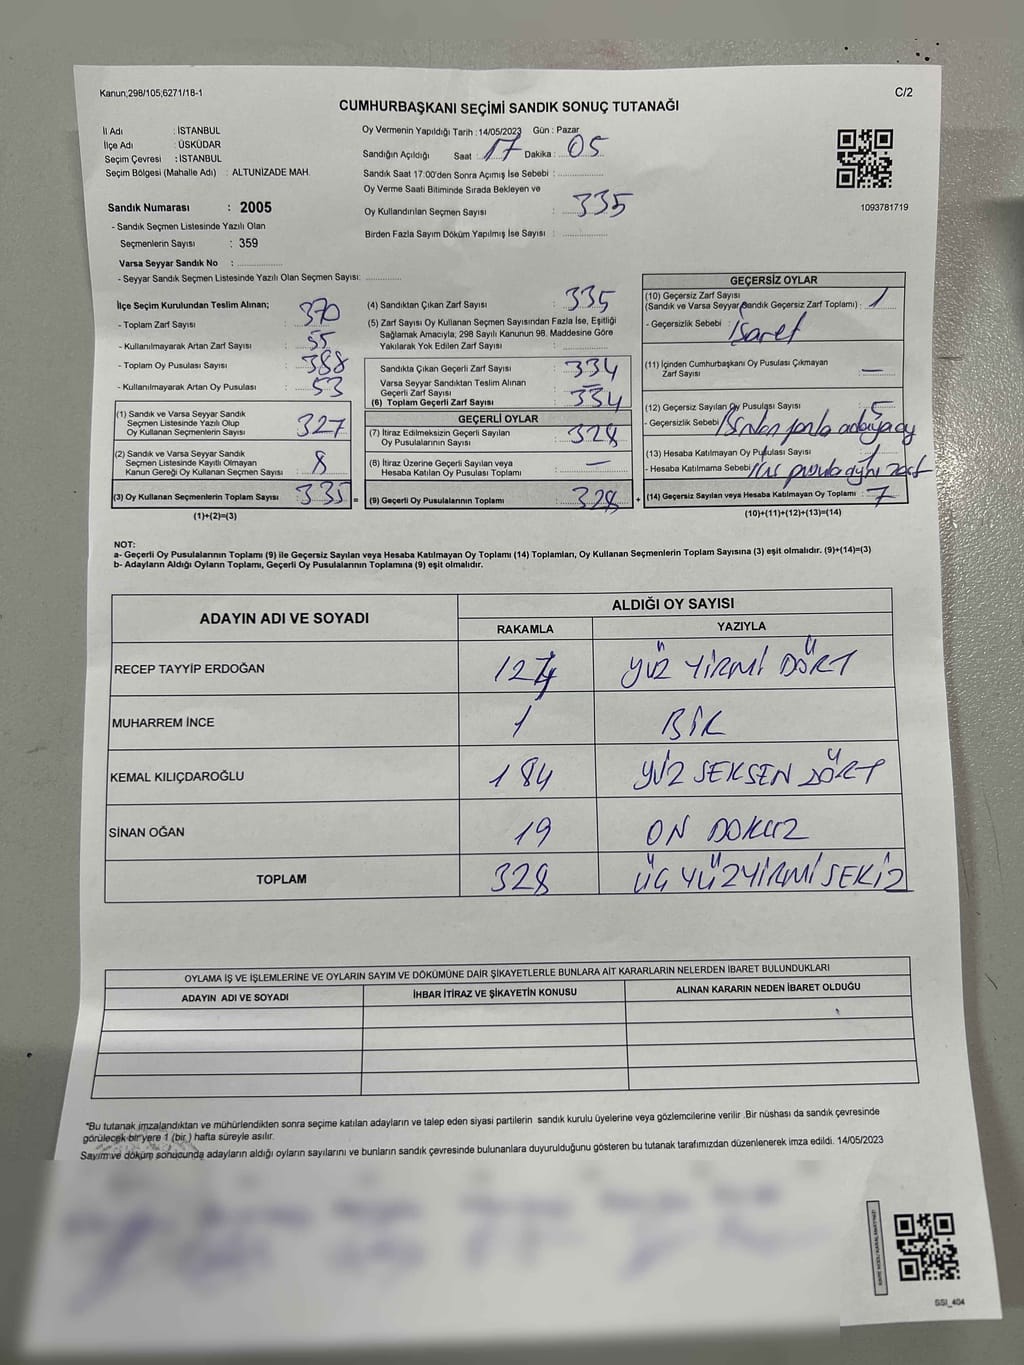 Kanun,298/105,6271/18-1
C/2
CUMHURBAŞKANI SEÇİMİ SANDIK SONUÇ TUTANAĞI
İl Adı : İSTANBUL
İlçe Adı : ÜSKÜDAR
Seçim Çevresi : İSTANBUL
Seçim Bölgesi (Mahalle Adı) : ALTUNİZADE MAH.
Oy Vermenin Yapıldığı Tarih : 14/05/2023 Gün : Pazar
Sandığın Açıldığı Saat : 17 Dakika : 05
Sandık Saat 17:00'den Sonra Açımış İse Sebebi :
Oy Verme Saati Bitiminde Sırada Bekleyen ve
Oy Kullandırılan Seçmen Sayısı : 335
Birden Fazla Sayım Döküm Yapılmış İse Sayısı :
1093781719
Sandık Numarası : 2005
- Sandık Seçmen Listesinde Yazılı Olan
Seçmenlerin Sayısı : 359
Varsa Seyyar Sandık No :
- Seyyar Sandık Seçmen Listesinde Yazılı Olan Seçmen Sayısı:
İlçe Seçim Kurulundan Teslim Alınan;
- Toplam Zarf Sayısı : 370
- Kullanılmayarak Artan Zarf Sayısı : 55
- Toplam Oy Pusulası Sayısı : 388
- Kullanılmayarak Artan Oy Pusulası : 53
(1) Sandık ve Varsa Seyyar Sandık
Seçmen Listesinde Yazılı Olup
Oy Kullanan Seçmenlerin Sayısı 327
(2) Sandık ve Varsa Seyyar Sandık
Seçmen Listesinde Kayıtlı Olmayan
Kanun Gereği Oy Kullanan Seçmen Sayısı : 8
(3) Oy Kullanan Seçmenlerin Toplam Sayısı : 335 =
(1)+(2)=(3)
(4) Sandıktan Çıkan Zarf Sayısı : 335
(5) Zarf Sayısı Oy Kullanan Seçmen Sayısından Fazla İse, Eşitliği
Sağlamak Amacıyla; 298 Sayılı Kanunun 98. Maddesine Göre
Yakılarak Yok Edilen Zarf Sayısı :
Sandıkta Çıkan Geçerli Zarf Sayısı : 334
Varsa Seyyar Sandıktan Teslim Alınan
Geçerli Zarf Sayısı : —
(6) Toplam Geçerli Zarf Sayısı : 334
GEÇERLİ OYLAR
(7) İtiraz Edilmeksizin Geçerli Sayılan
Oy Pusulalarının Sayısı : 328
(8) İtiraz Üzerine Geçerli Sayılan veya
Hesaba Katılan Oy Pusulası Toplamı : —
(9) Geçerli Oy Pusulalarının Toplamı : 328 +
GEÇERSİZ OYLAR
(10) Geçersiz Zarf Sayısı
(Sandık ve Varsa Seyyar Sandık Geçersiz Zarf Toplamı) : 1
- Geçersizlik Sebebi : İşaret
(11) İçinden Cumhurbaşkanı Oy Pusulası Çıkmayan
Zarf Sayısı : —
(12) Geçersiz Sayılan Oy Pusulası Sayısı : 5
- Geçersizlik Sebebi Birden fazla adaya oy
(13) Hesaba Katılmayan Oy Pusulası Sayısı : 1
- Hesaba Katılmama Sebebi pusula aynı zarf
(14) Geçersiz Sayılan veya Hesaba Katılmayan Oy Toplamı : 7
(10)+(11)+(12)+(13)=(14)
NOT:
a- Geçerli Oy Pusulalarının Toplamı (9) ile Geçersiz Sayılan veya Hesaba Katılmayan Oy Toplamı (14) Toplamları, Oy Kullanan Seçmenlerin Toplam Sayısına (3) eşit olmalıdır. (9)+(14)=(3)
b- Adayların Aldığı Oyların Toplamı, Geçerli Oy Pusulalarının Toplamına (9) eşit olmalıdır.
ADAYIN ADI VE SOYADI ALDIĞI OY SAYISI
RAKAMLA YAZIYLA
RECEP TAYYİP ERDOĞAN 124 YÜZ YİRMİ DÖRT
MUHARREM İNCE 1 BİR
KEMAL KILIÇDAROĞLU 184 YÜZ SEKSEN DÖRT
SİNAN OĞAN 19 ON DOKUZ
TOPLAM 328 ÜÇ YÜZ YİRMİ SEKİZ
OYLAMA İŞ VE İŞLEMLERİNE VE OYLARIN SAYIM VE DÖKÜMÜNE DAİR ŞİKAYETLERLE BUNLARA AİT KARARLARIN NELERDEN İBARET BULUNDUKLARI
ADAYIN ADI VE SOYADI İHBAR İTİRAZ VE ŞİKAYETİN KONUSU ALINAN KARARIN NEDEN İBARET OLDUĞU
"Bu tutanak imzalandıktan ve mühürlendikten sonra seçime katılan adayların ve talep eden siyasi partilerin sandık kurulu üyelerine veya gözlemcilerine verilir .Bir nüshası da sandık çevresinde
görülecek bir yere 1 (bir ) hafta süreyle asılır.
Sayım ve döküm sonucunda adayların aldığı oyların sayılarını ve bunların sandık çevresinde bulunanlara duyurulduğunu gösteren bu tutanak tarafımızdan düzenlenerek imza edildi. 14/05/2023
SSI_404